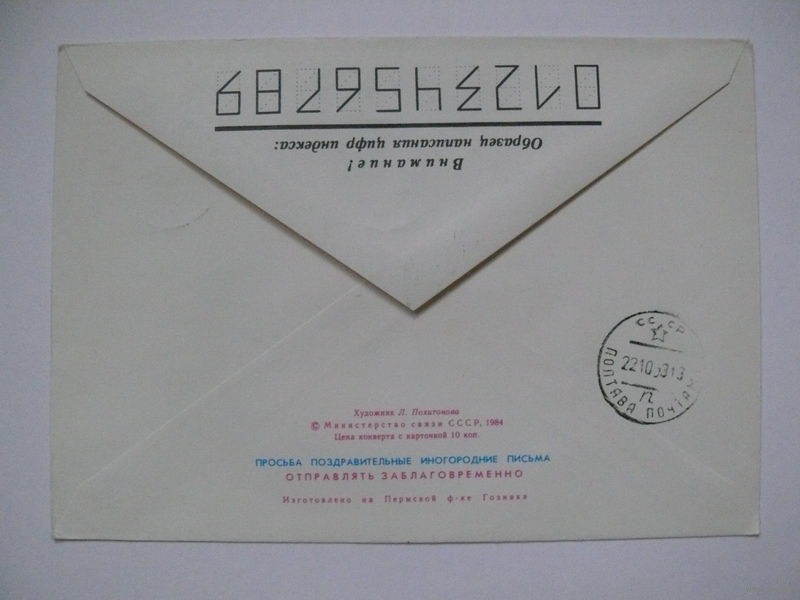 Внимание!
Образец написания цифр индекса:
0123456789
СССР
ПОЛТАВА ПОЧТА
Художник Л. Похитонова
© Министерство связи СССР, 1984
Цена конверта с карточкой 10 коп.
ПРОСЬБА ПОЗДРАВИТЕЛЬНЫЕ ИНОГОРОДНИЕ ПИСЬМА
ОТПРАВЛЯТЬ ЗАБЛАГОВРЕМЕННО
Изготовлено на Пермской ф-ке Гознака